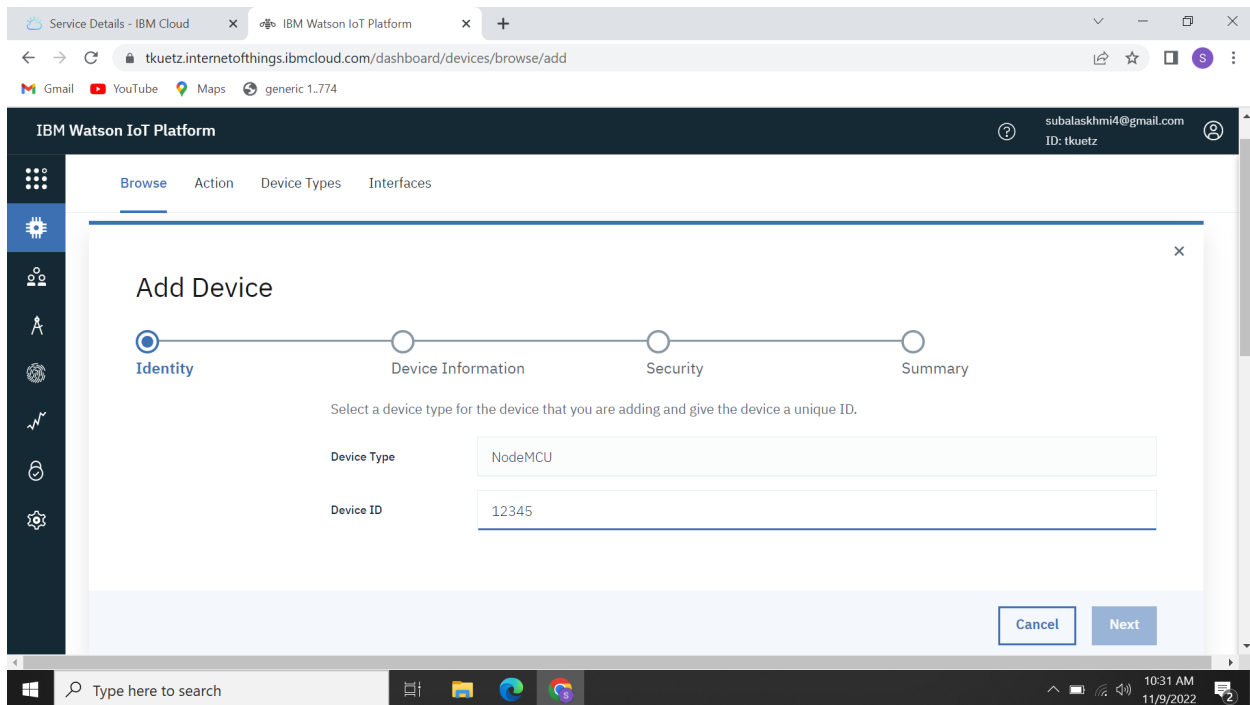 Service Details - IBM Cloud
IBM Watson IoT Platform
tkuetz.internetofthings.ibmcloud.com/dashboard/devices/browse/add
S
Gmail YouTube Maps generic 1..774
IBM Watson IoT Platform
subalaskhmi4@gmail.com
ID: tkuetz
Browse Action Device Types Interfaces
Add Device
Identity Device Information Security Summary
Select a device type for the device that you are adding and give the device a unique ID.
Device Type NodeMCU
Device ID 12345
Cancel Next
Type here to search
S
10:31 AM
11/9/2022
2